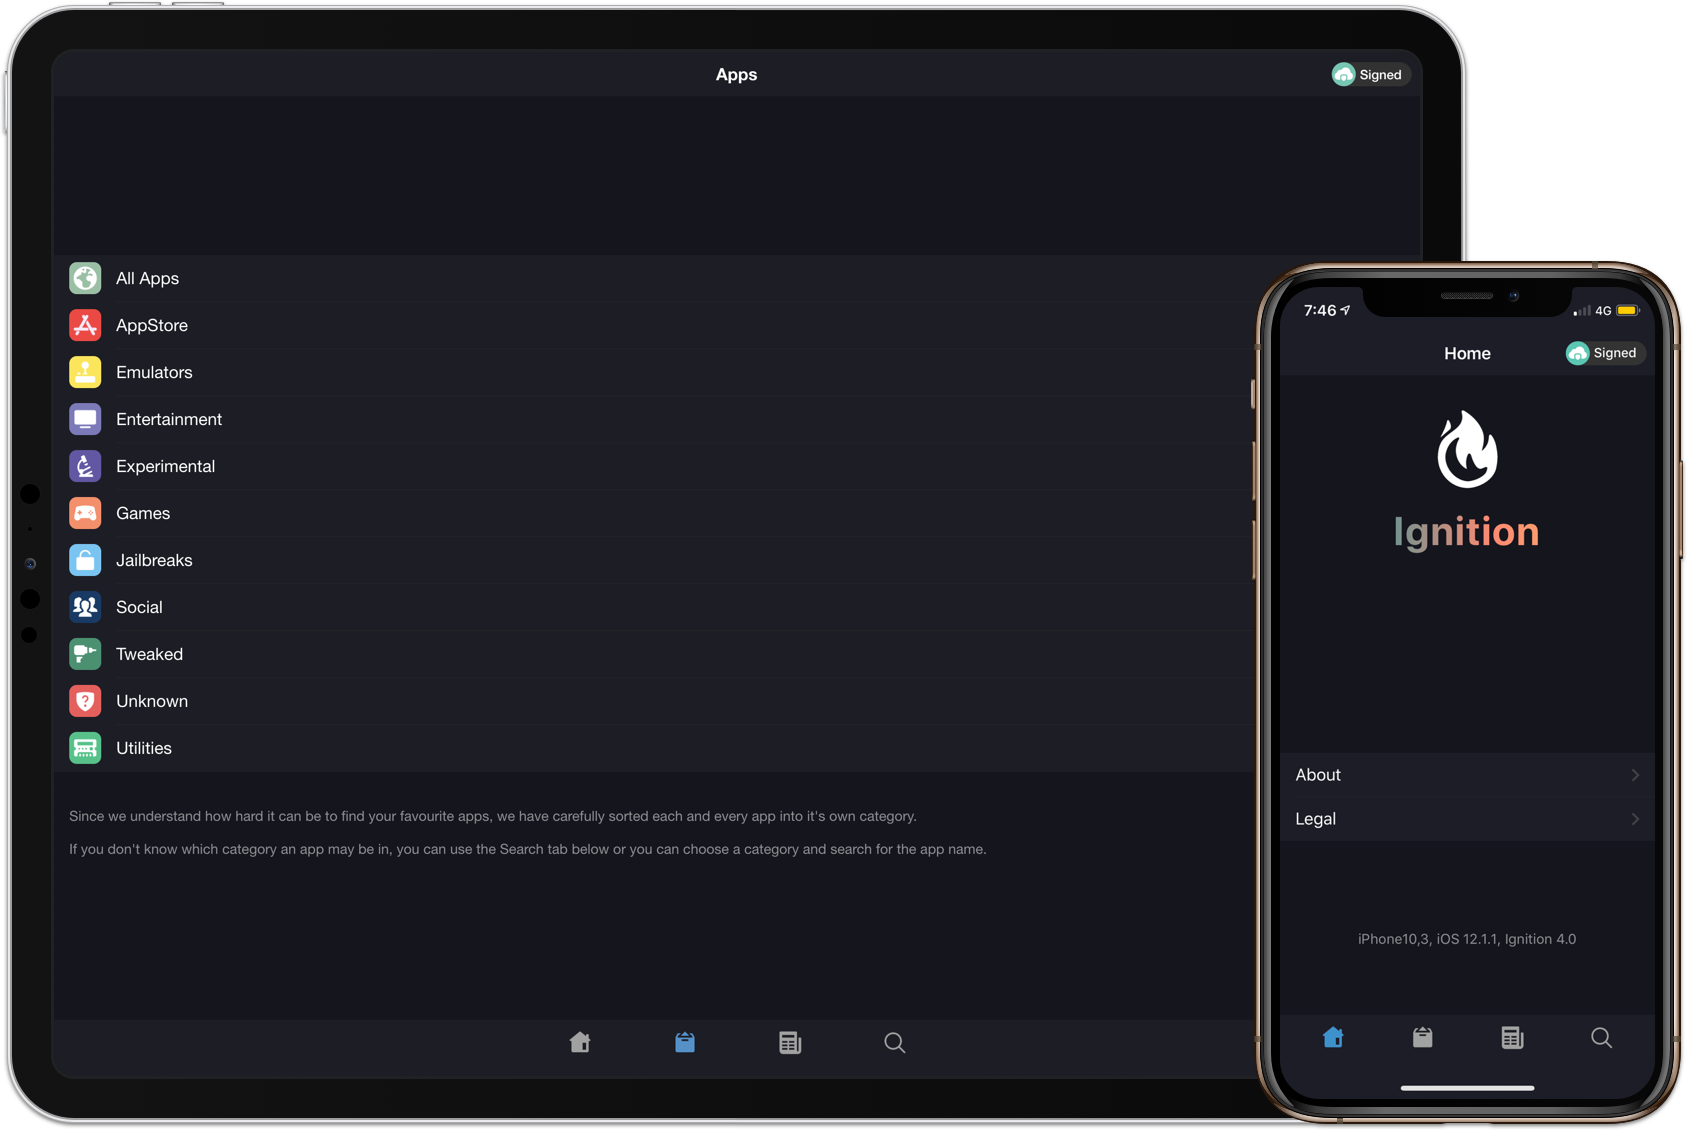 Apps
Signed
All Apps
AppStore
Emulators
Entertainment
Experimental
Games
Jailbreaks
Social
Tweaked
Unknown
Utilities
Since we understand how hard it can be to find your favourite apps, we have carefully sorted each and every app into it's own category.
If you don't know which category an app may be in, you can use the Search tab below or you can choose a category and search for the app name.
7:46
4G
Home
Signed
Ignition
About
Legal
iPhone10,3, iOS 12.1.1, Ignition 4.0